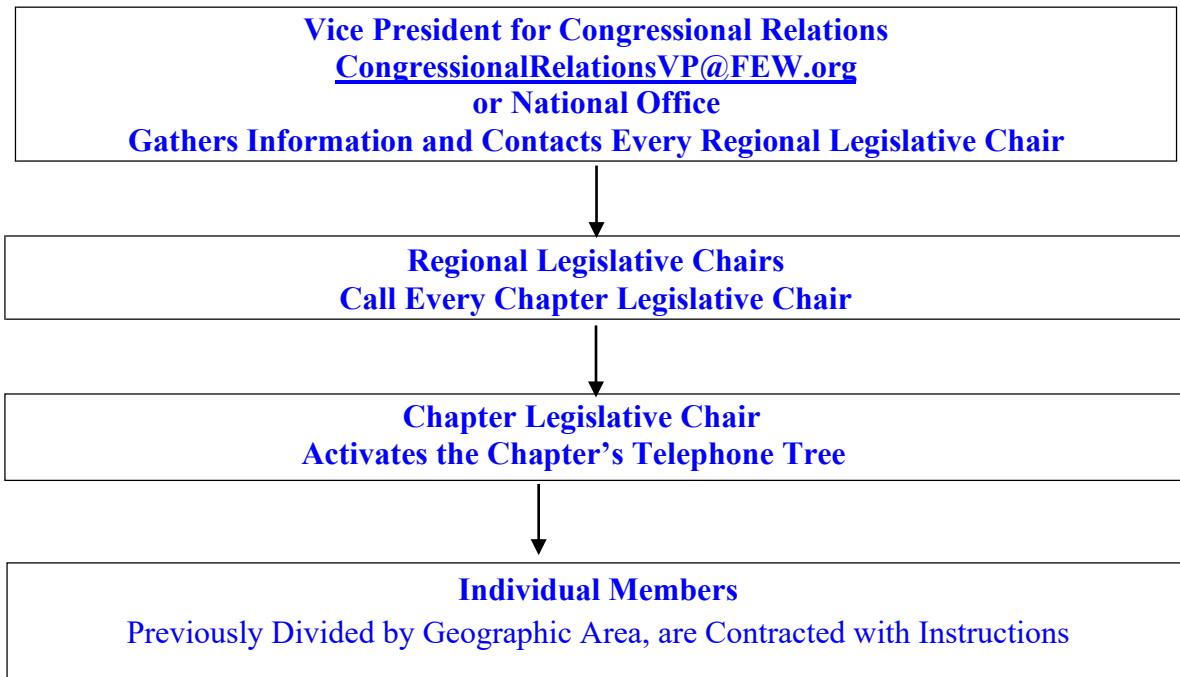 Vice President for Congressional Relations
CongressionalRelationsVP@FEW.org
or National Office
Gathers Information and Contacts Every Regional Legislative Chair
Regional Legislative Chairs
Call Every Chapter Legislative Chair
Chapter Legislative Chair
Activates the Chapter’s Telephone Tree
Individual Members
Previously Divided by Geographic Area, are Contracted with Instructions